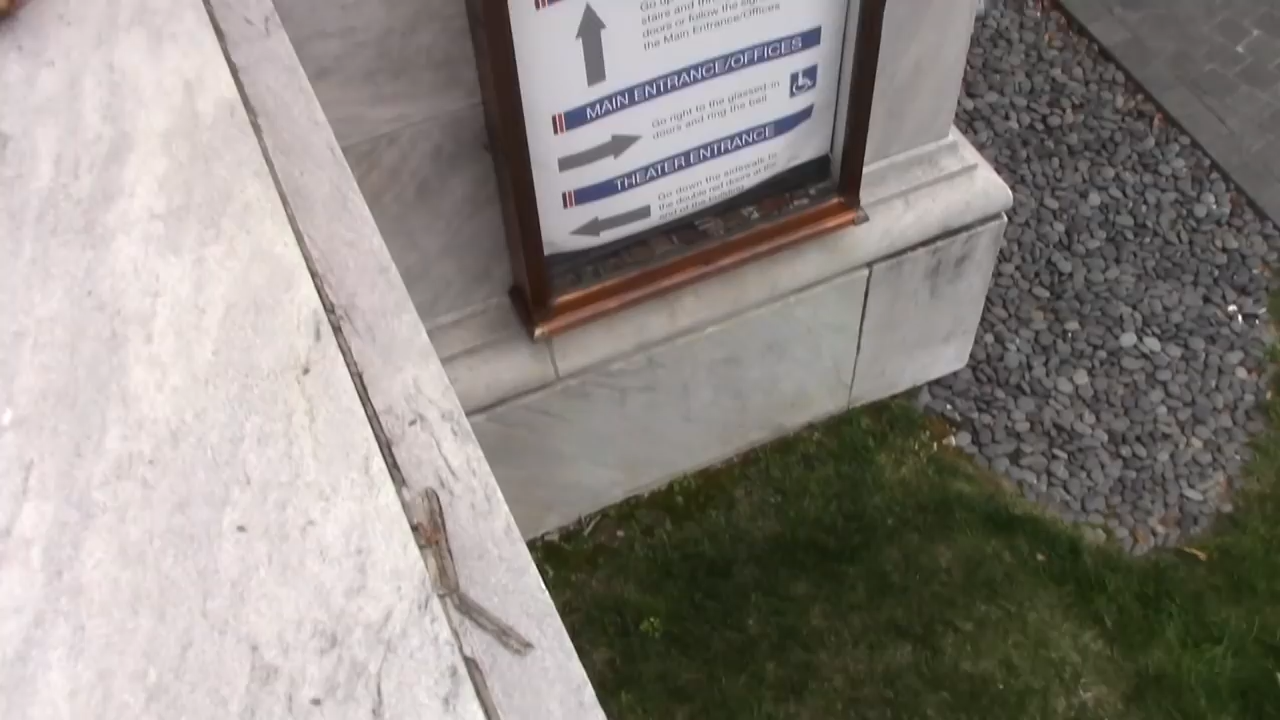 Go up
stairs and
doors or follow the
the Main Entrance/Offices
MAIN ENTRANCE/OFFICES
Go right to the glassed-in
doors and ring the bell
THEATER ENTRANCE
Go down the sidewalk to
the double red doors at the
end of the building